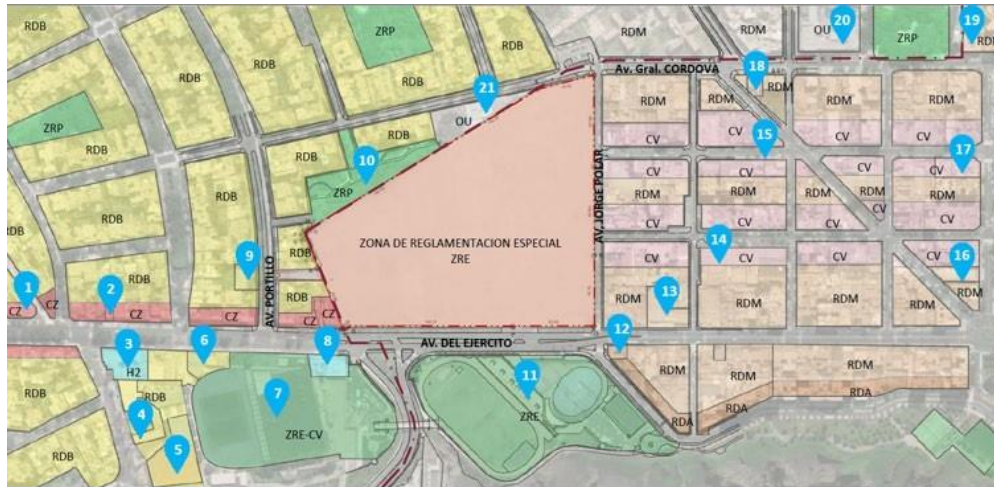 RDB
RDB
ZRP
RDB
RDM
RDM
20
OU
ZRP
19
RDM
RDB
RDB
21
Av. Gral. CORDOVA
18
RDM
RDM
RDM
RDM
OU
ZRP
RDB
RDB
RDB
10
ZRP
CV
CV
15
CV
CV
17
CV
CV
RDM
RDM
RDM
RDM
RDB
RDB
CV
CV
CV
CV
CV
AV. JORGE POLAR
ZONA DE REGLAMENTACION ESPECIAL
ZRE
RDB
RDB
9
RDB
14
CV
CV
CV
CV
16
RDM
RDB
AV. PORTILLO
RDB
1
CZ
CZ
2
CZ
CZ
CZ
RDM
13
RDM
RDM
RDM
3
H2
6
8
AV. DEL EJERCITO
12
RDB
4
5
RDB
7
ZRE-CV
11
ZRE
RDM
RDM
RDM
RDA
RDA
RDA
RDB